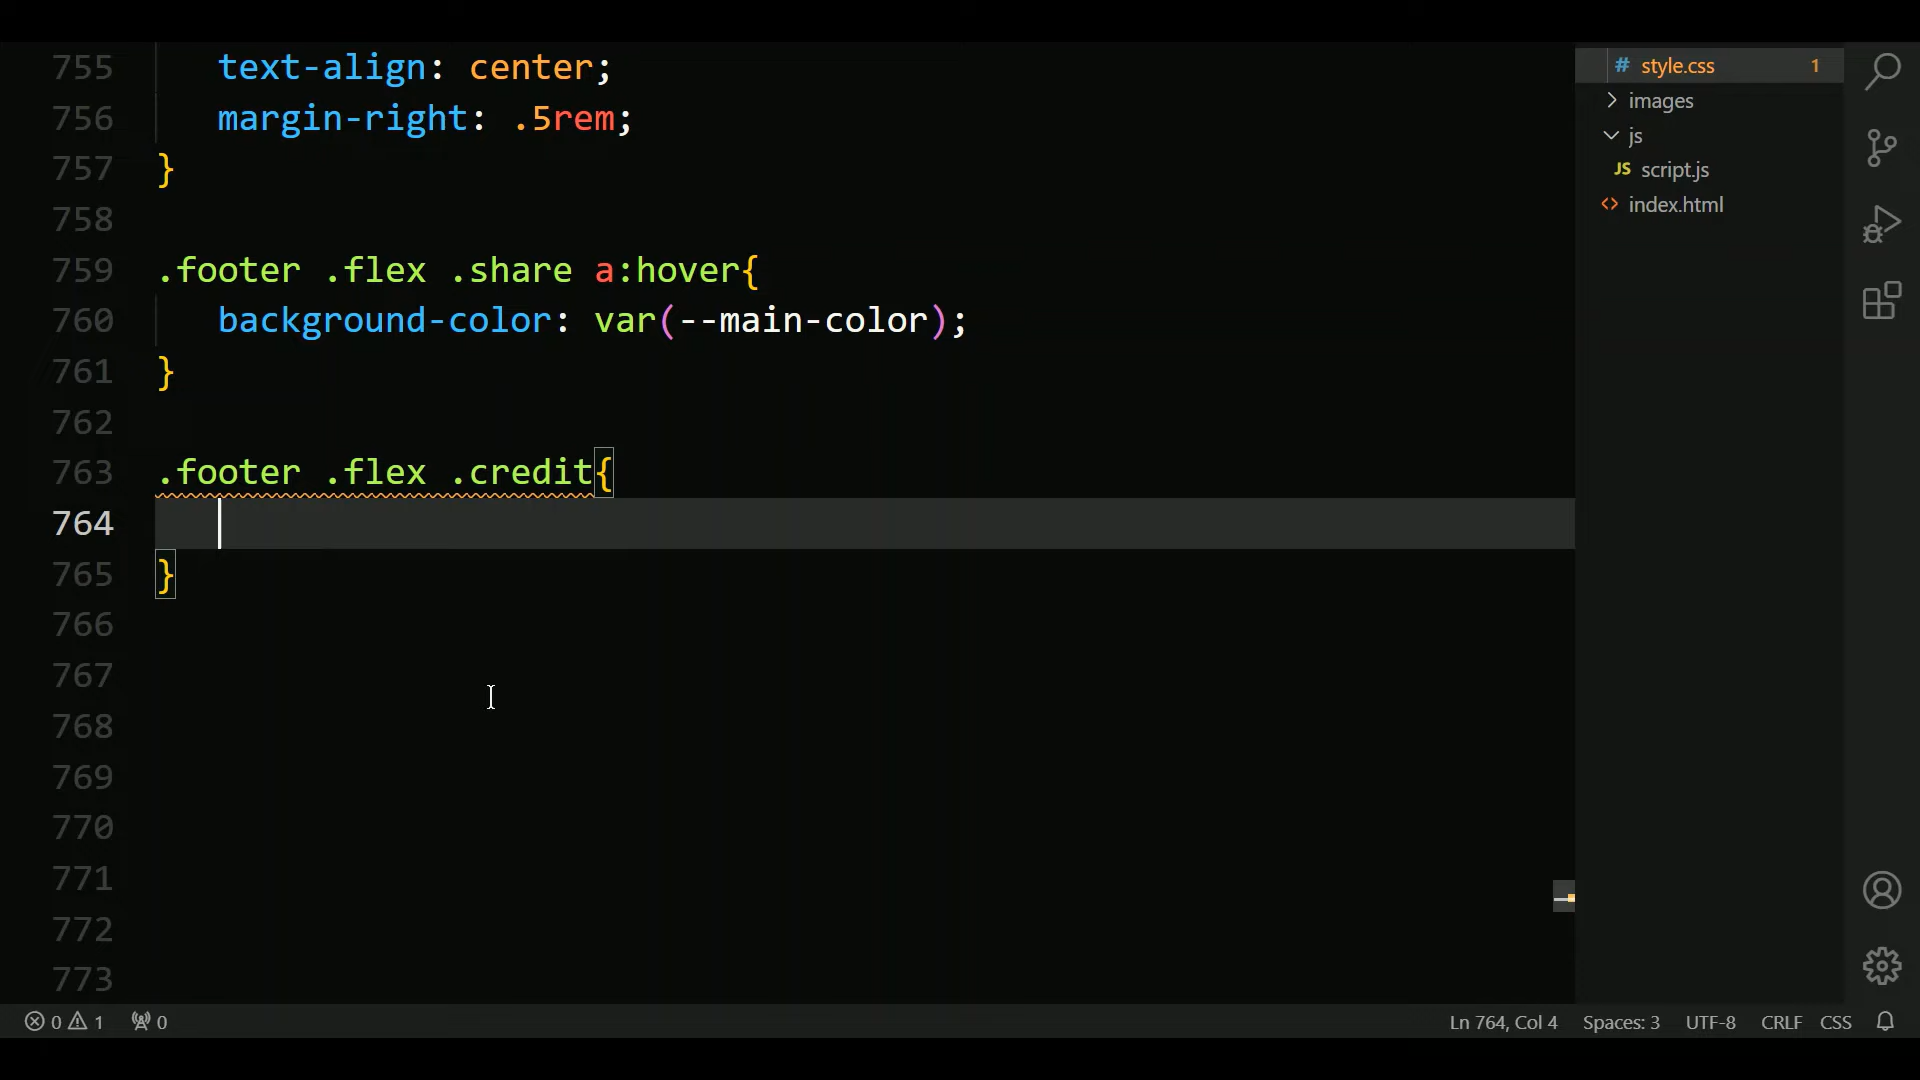 755 text-align: center;
756 margin-right: .5rem;
757 }
758
759 .footer .flex .share a:hover{
760 background-color: var(--main-color);
761 }
762
763 .footer .flex .credit{
764
765 }
766
767
768
769
770
771
772
773
# style.css 1
images
js
JS script.js
index.html
0 1 0 Ln 764, Col 4 Spaces: 3 UTF-8 CRLF CSS